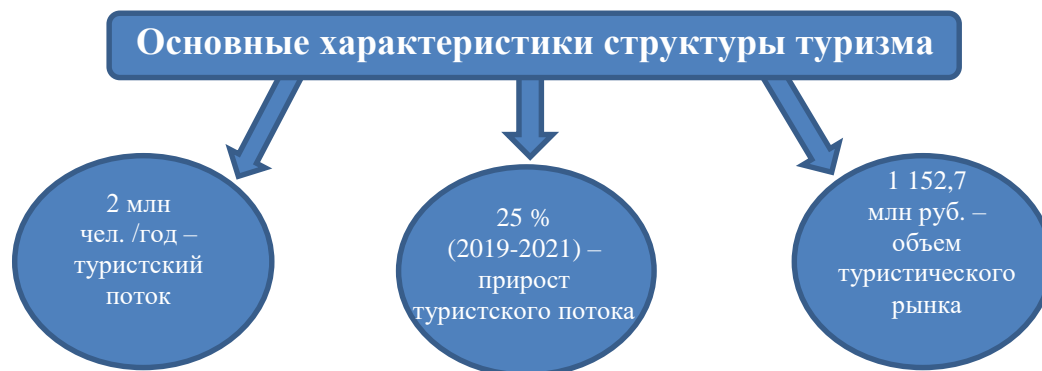 Основные характеристики структуры туризма
2 млн
чел. /год –
туристский
поток
25 %
(2019-2021) –
прирост
туристского потока
1 152,7
млн руб. –
объем
туристического
рынка